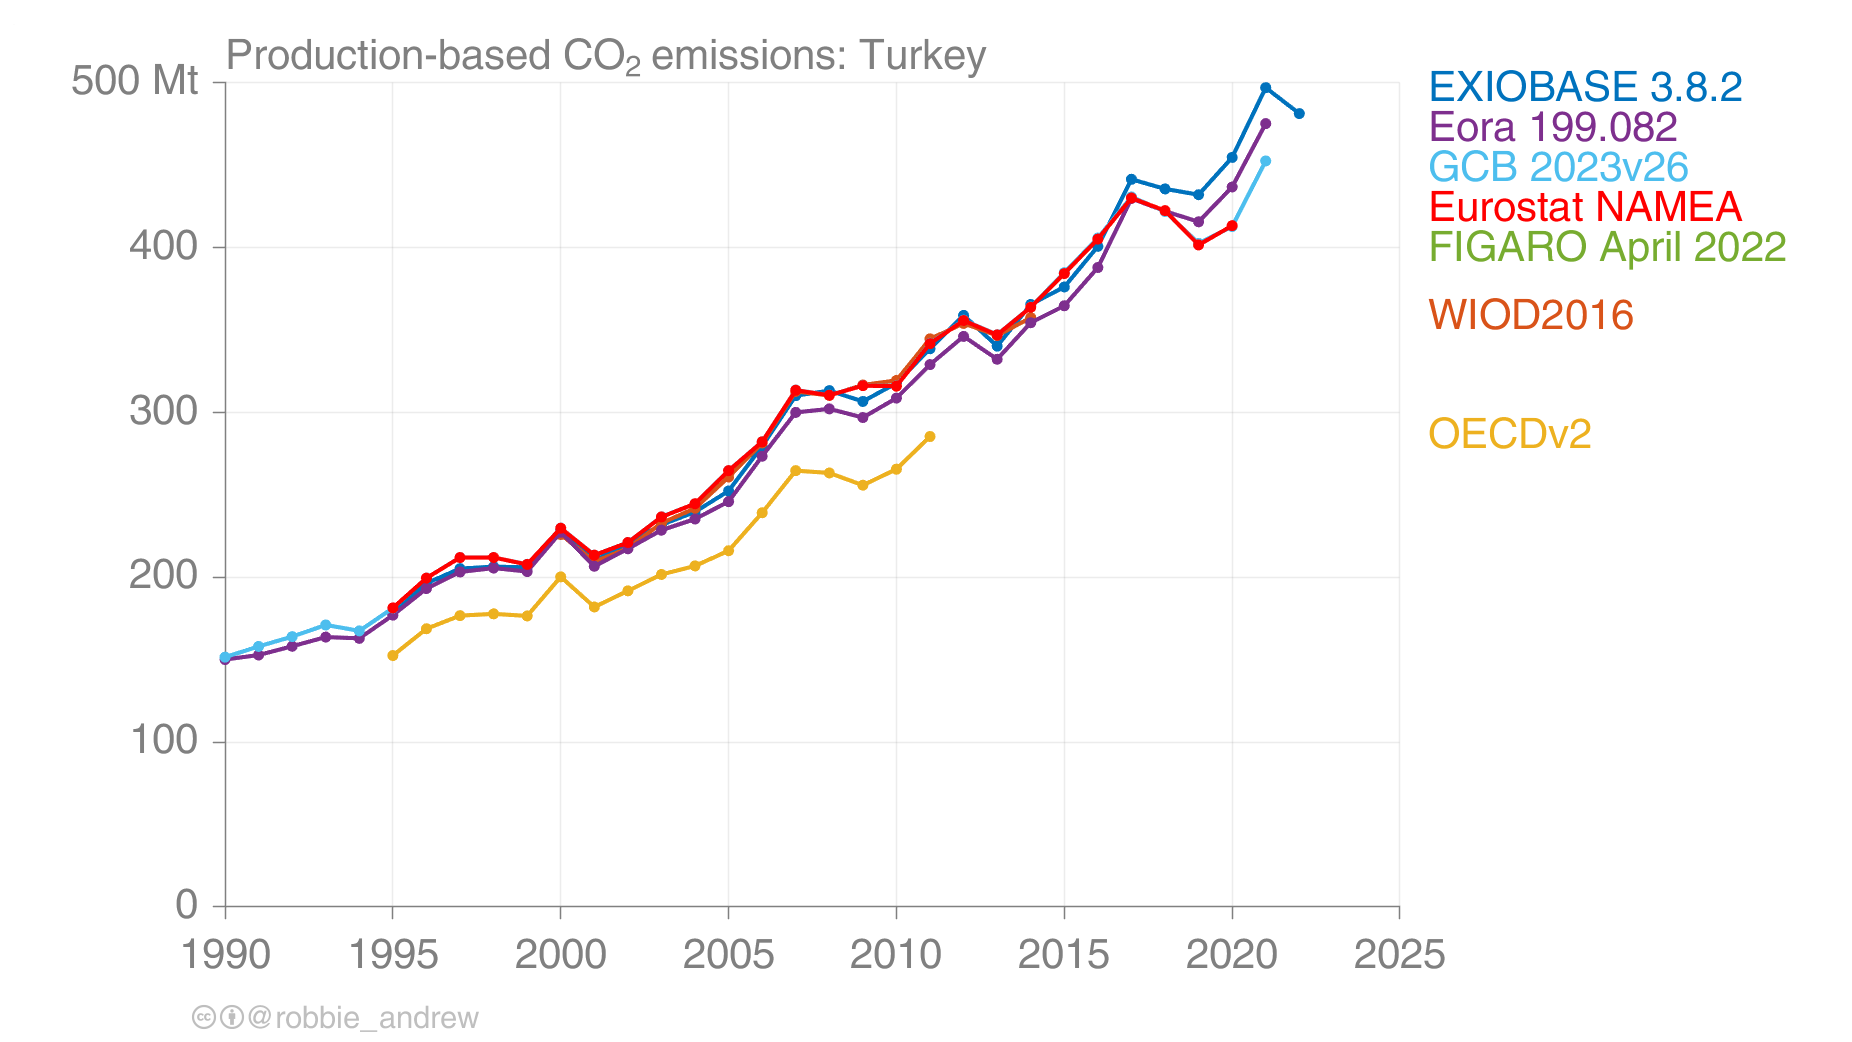 Production-based CO₂ emissions: Turkey
500 Mt
400
300
200
100
0
1990 1995 2000 2005 2010 2015 2020 2025
EXIOBASE 3.8.2
Eora 199.082
GCB 2023v26
Eurostat NAMEA
FIGARO April 2022
WIOD2016
OECDv2
@robbie_andrew